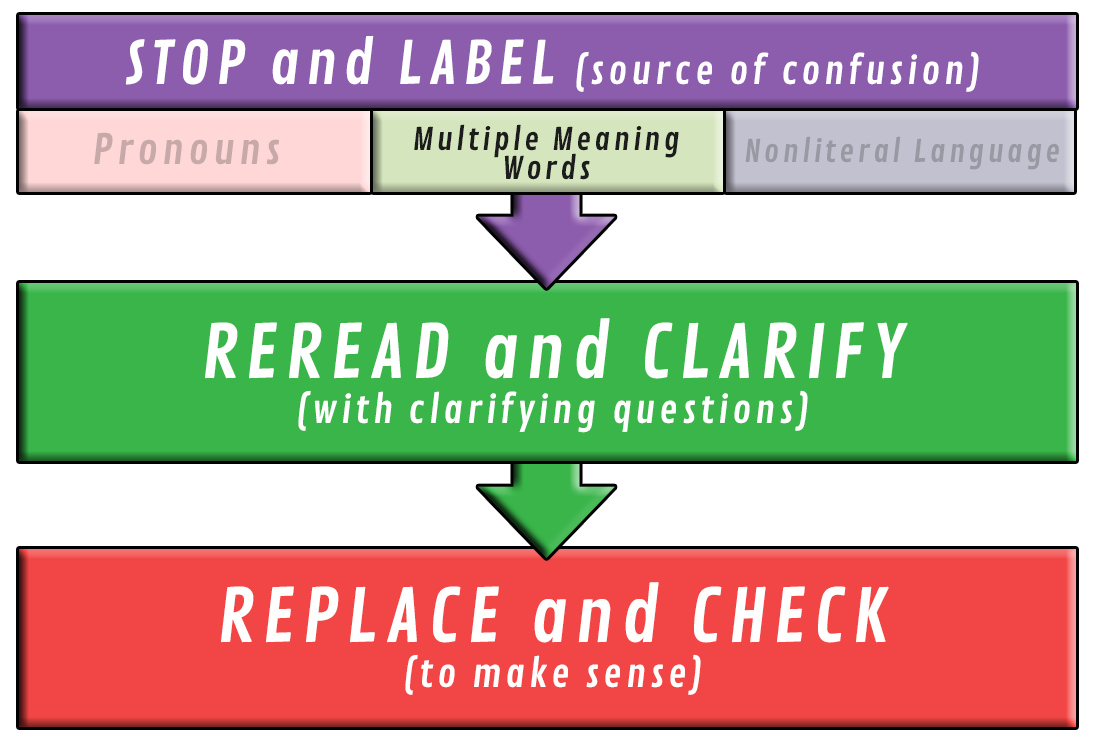 STOP and LABEL (source of confusion)
Pronouns
Multiple Meaning
Words
Nonliteral Language
REREAD and CLARIFY
(with clarifying questions)
REPLACE and CHECK
(to make sense)